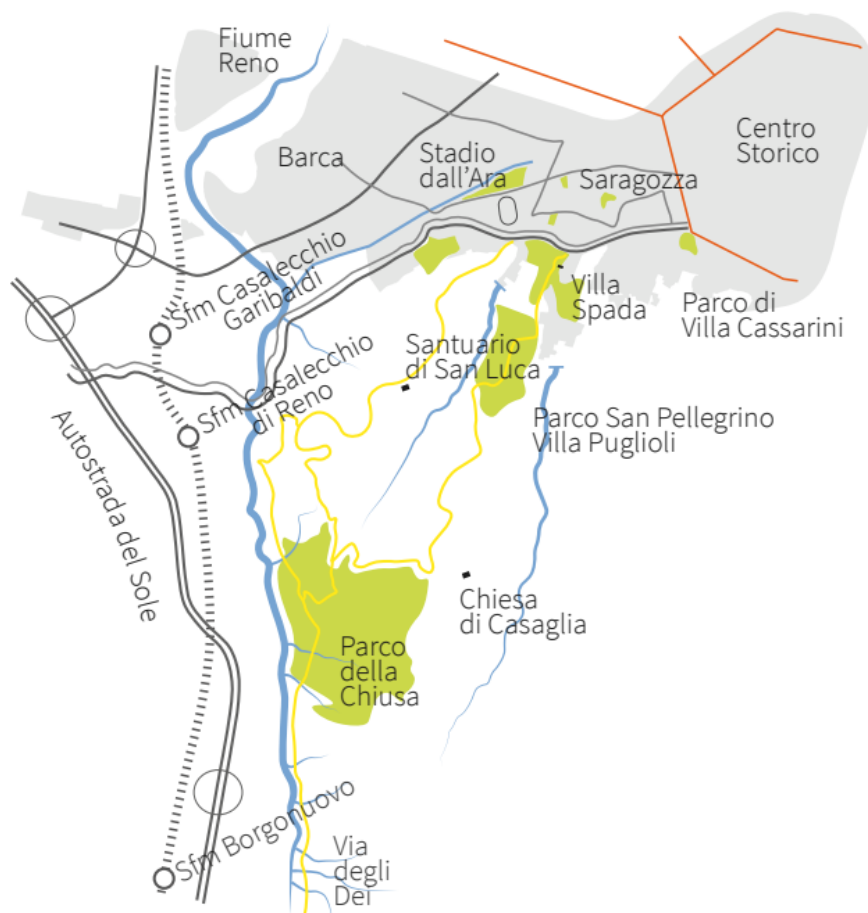 Fiume
Reno
Centro
Storico
Barca
Stadio
dall'Ara
Saragozza
Sfm Casalecchio
Garibaldi
Villa
Spada
Parco di
Villa Cassarini
Santuario
di San Luca
Sfm Casalecchio
di Reno
Parco San Pellegrino
Villa Puglioli
Autostrada del Sole
Chiesa
di Casaglia
Parco
della
Chiusa
Sfm Borgonuovo
Via
degli
Dei